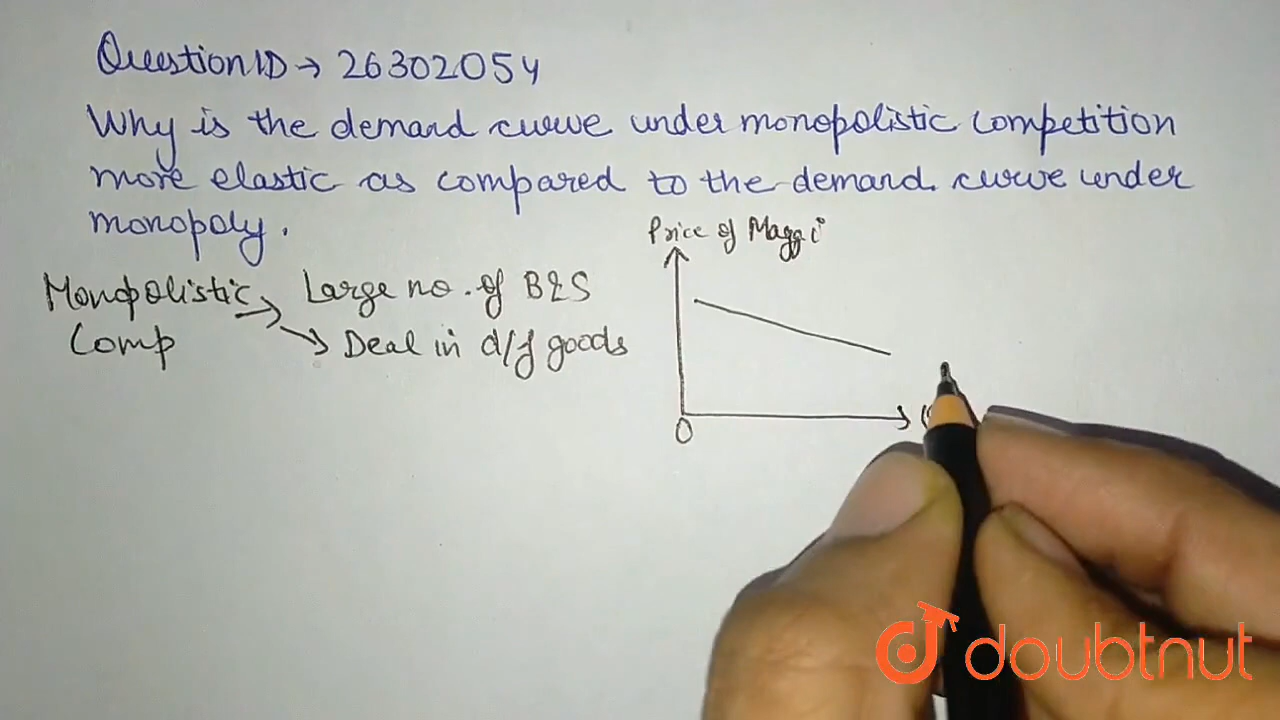 Question ID → 26302054
Why is the demand curve under monopolistic competition
more elastic as compared to the demand curve under
monopoly.
Price of Maggi
Monopolistic → Large no. of B&S
Comp → Deal in d/f goods
O
doubtnut